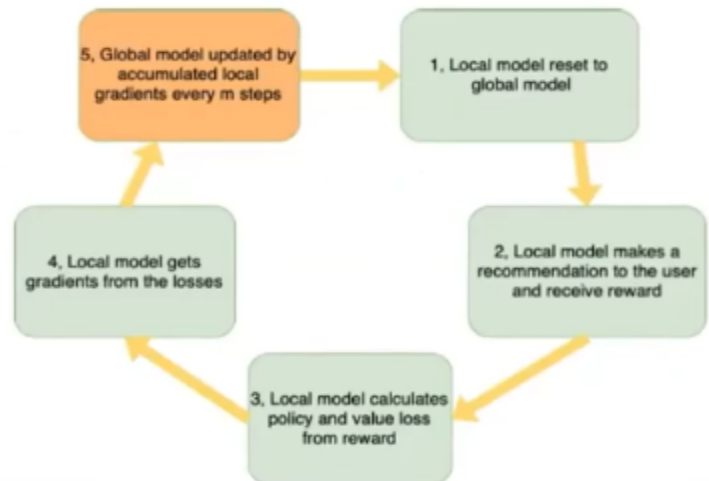 5, Global model updated by
accumulated local
gradients every m steps
1, Local model reset to
global model
2, Local model makes a
recommendation to the user
and receive reward
3, Local model calculates
policy and value loss
from reward
4, Local model gets
gradients from the losses